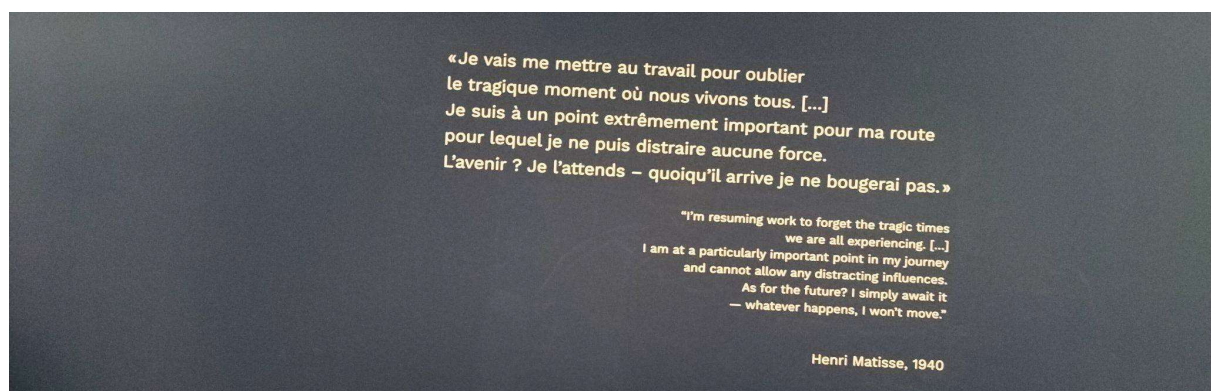 «Je vais me mettre au travail pour oublier
le tragique moment où nous vivons tous. [...]
Je suis à un point extrêmement important pour ma route
pour lequel je ne puis distraire aucune force.
L'avenir ? Je l'attends – quoiqu'il arrive je ne bougerai pas.»
"I'm resuming work to forget the tragic times
we are all experiencing. [...]
I am at a particularly important point in my journey
and cannot allow any distracting influences.
As for the future? I simply await it
— whatever happens, I won't move."
Henri Matisse, 1940